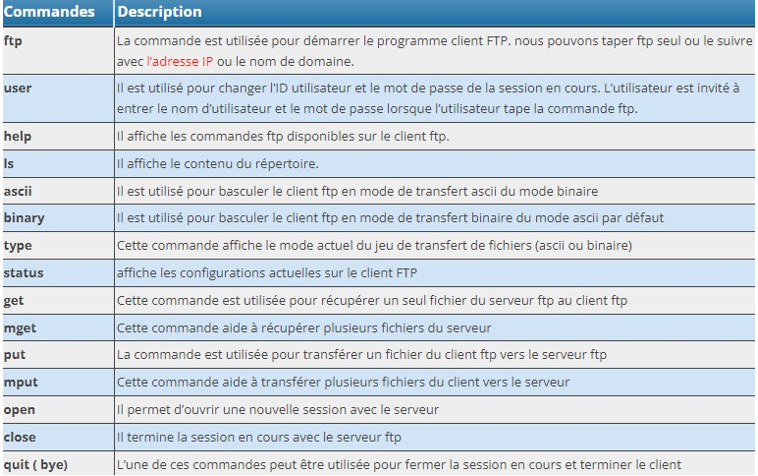 Commandes Description
ftp La commande est utilisée pour démarrer le programme client FTP. nous pouvons taper ftp seul ou le suivre
avec l’adresse IP ou le nom de domaine.
user Il est utilisé pour changer l’ID utilisateur et le mot de passe de la session en cours. L’utilisateur est invité à
entrer le nom d’utilisateur et le mot de passe lorsque l’utilisateur tape la commande ftp.
help Il affiche les commandes ftp disponibles sur le client ftp.
ls Il affiche le contenu du répertoire.
ascii Il est utilisé pour basculer le client ftp en mode de transfert ascii du mode binaire
binary Il est utilisé pour basculer le client ftp en mode de transfert binaire du mode ascii par défaut
type Cette commande affiche le mode actuel du jeu de transfert de fichiers (ascii ou binaire)
status affiche les configurations actuelles sur le client FTP
get Cette commande est utilisée pour récupérer un seul fichier du serveur ftp au client ftp
mget Cette commande aide à récupérer plusieurs fichiers du serveur
put La commande est utilisée pour transférer un fichier du client ftp vers le serveur ftp
mput Cette commande aide à transférer plusieurs fichiers du client vers le serveur
open Il permet d’ouvrir une nouvelle session avec le serveur
close Il termine la session en cours avec le serveur ftp
quit ( bye) L’une de ces commandes peut être utilisée pour fermer la session en cours et terminer le client